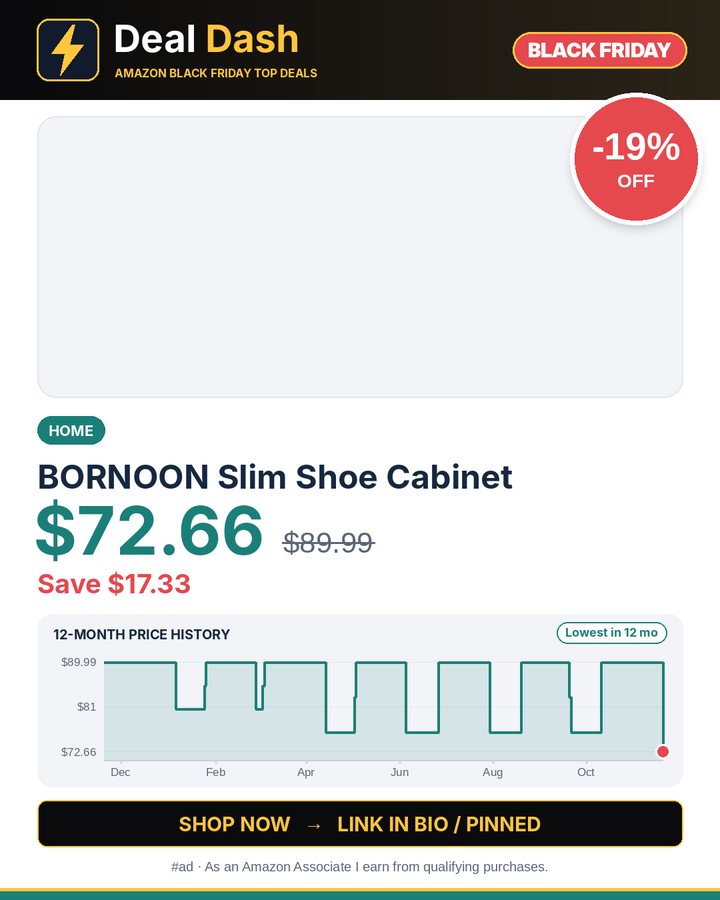 Deal Dash
AMAZON BLACK FRIDAY TOP DEALS
BLACK FRIDAY
-19%
OFF
HOME
BORNOON Slim Shoe Cabinet
$72.66 $89.99
Save $17.33
12-MONTH PRICE HISTORY
Lowest in 12 mo
$89.99
$81
$72.66
Dec Feb Apr Jun Aug Oct
SHOP NOW → LINK IN BIO / PINNED
#ad · As an Amazon Associate I earn from qualifying purchases.